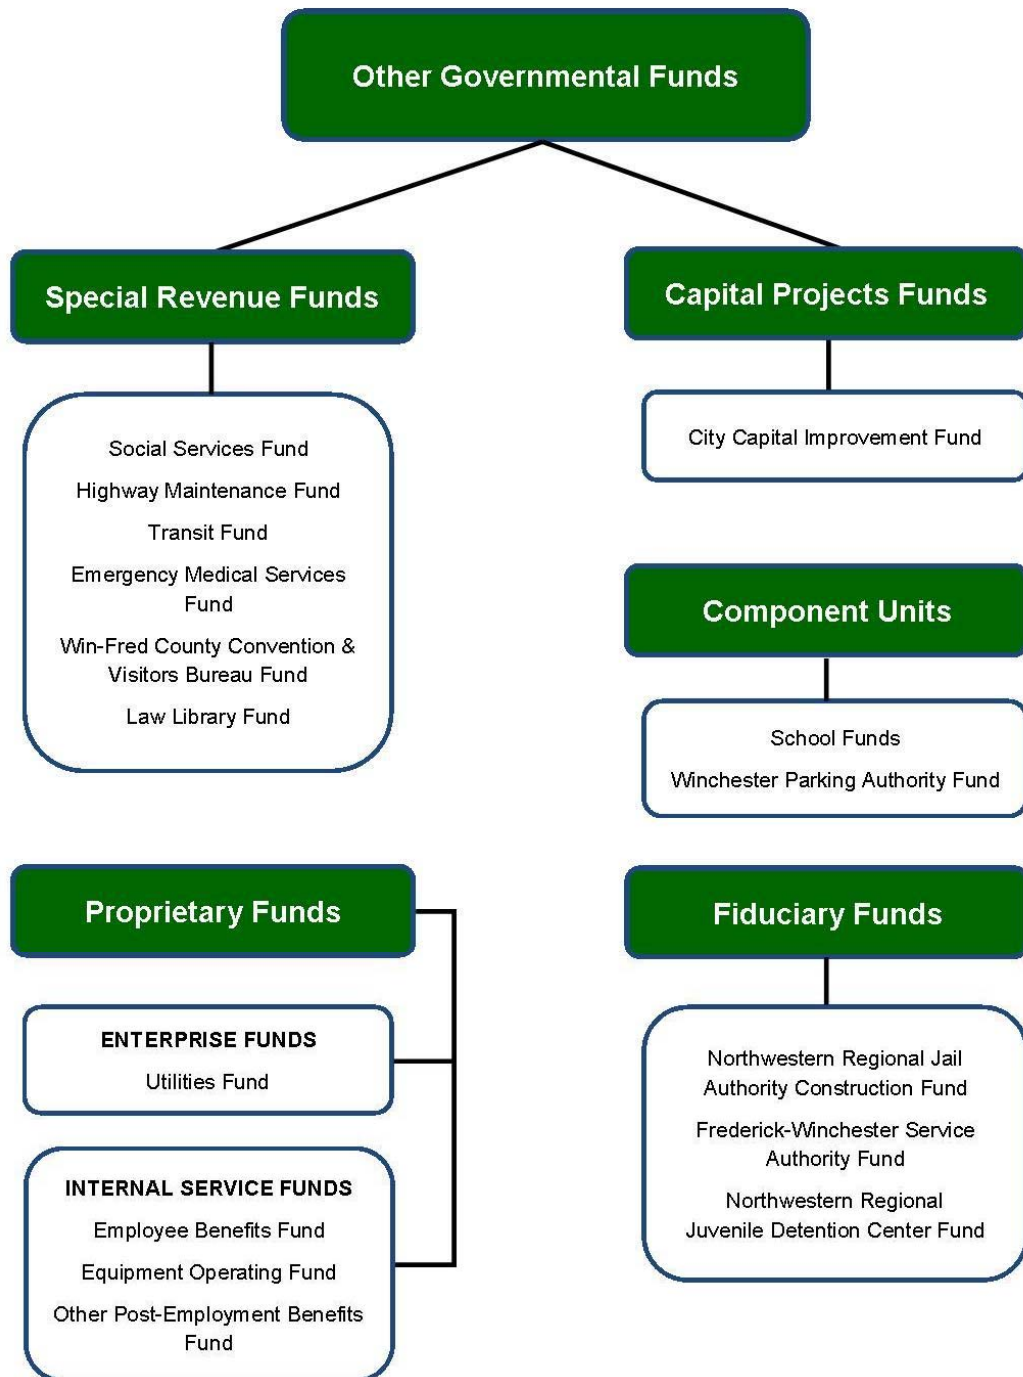 Other Governmental Funds
Special Revenue Funds
Social Services Fund
Highway Maintenance Fund
Transit Fund
Emergency Medical Services
Fund
Win-Fred County Convention &
Visitors Bureau Fund
Law Library Fund
Capital Projects Funds
City Capital Improvement Fund
Component Units
School Funds
Winchester Parking Authority Fund
Proprietary Funds
ENTERPRISE FUNDS
Utilities Fund
INTERNAL SERVICE FUNDS
Employee Benefits Fund
Equipment Operating Fund
Other Post-Employment Benefits
Fund
Fiduciary Funds
Northwestern Regional Jail
Authority Construction Fund
Frederick-Winchester Service
Authority Fund
Northwestern Regional
Juvenile Detention Center Fund